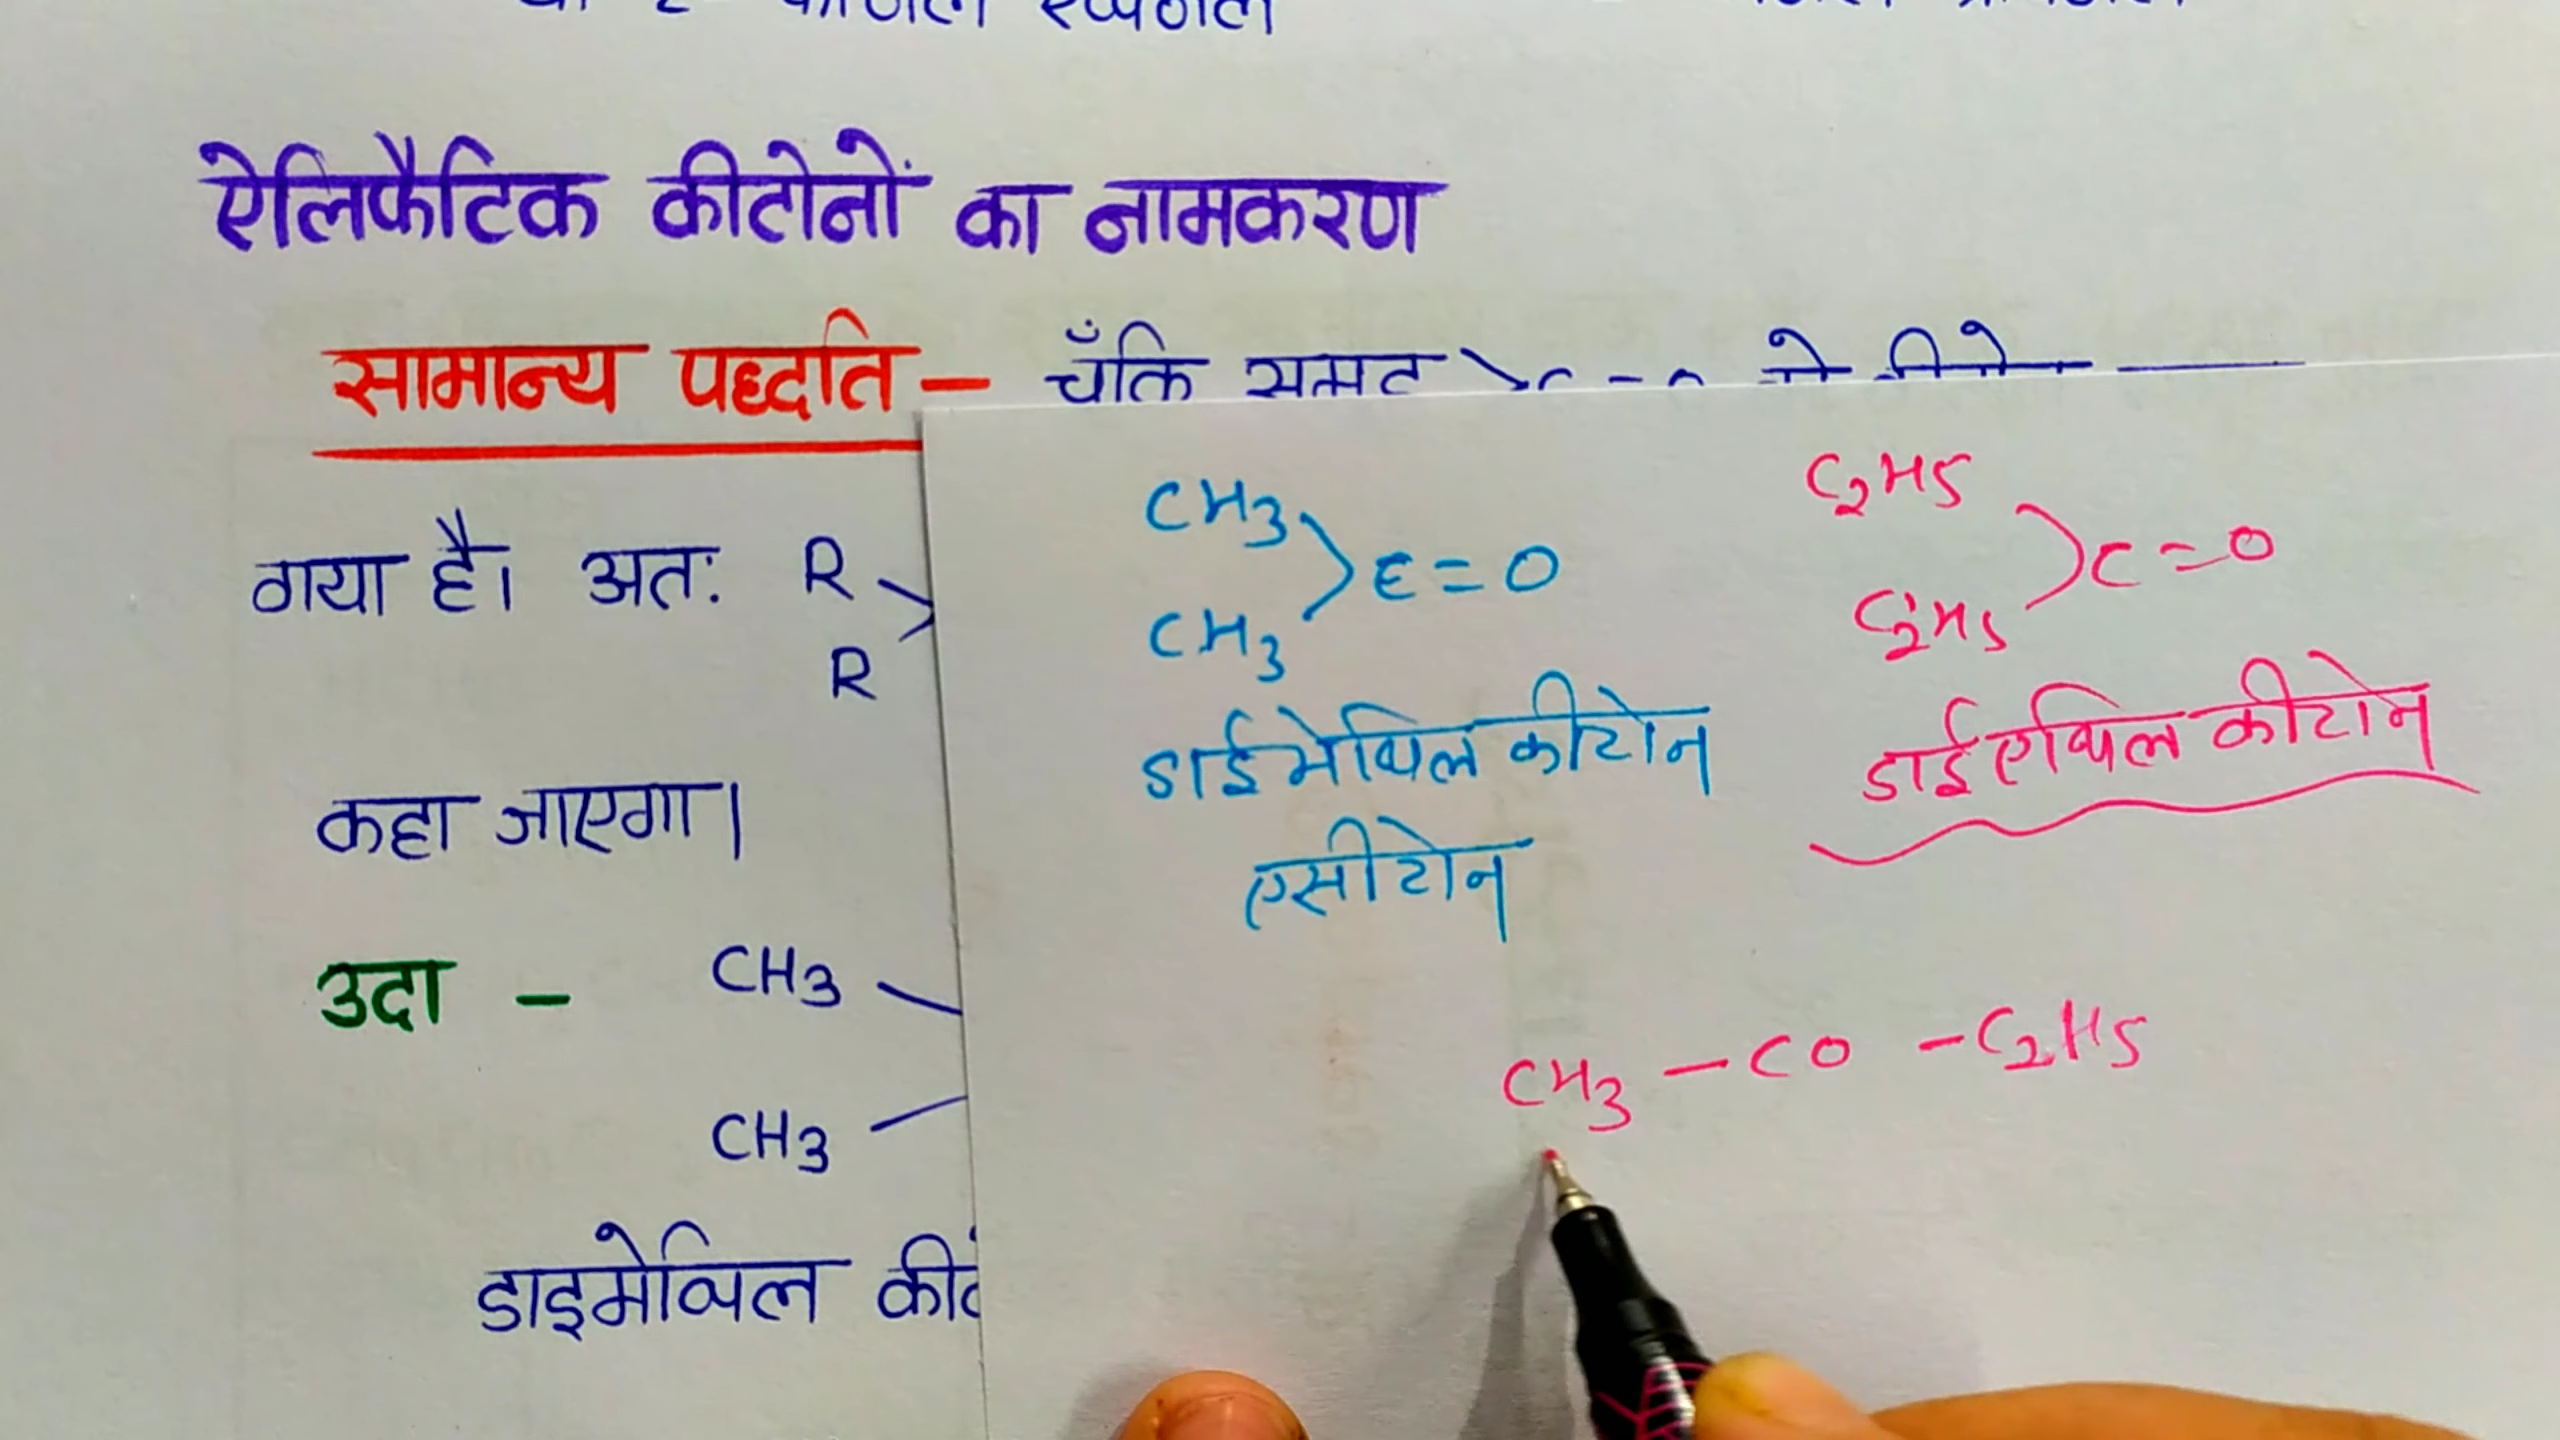 ऐलिफैटिक कीटोनों का नामकरण
सामान्य पद्धति - चूँकि समूह
गया है। अतः R
R
कहा जाएगा।
उदा - CH3
CH3
डाइमेथिल
CH3
C=O
CH3
डाईमेथिल कीटोन
एसीटोन
C2H5
C=O
C2H5
डाईएथिल कीटोन
CH3 - CO - C2H5